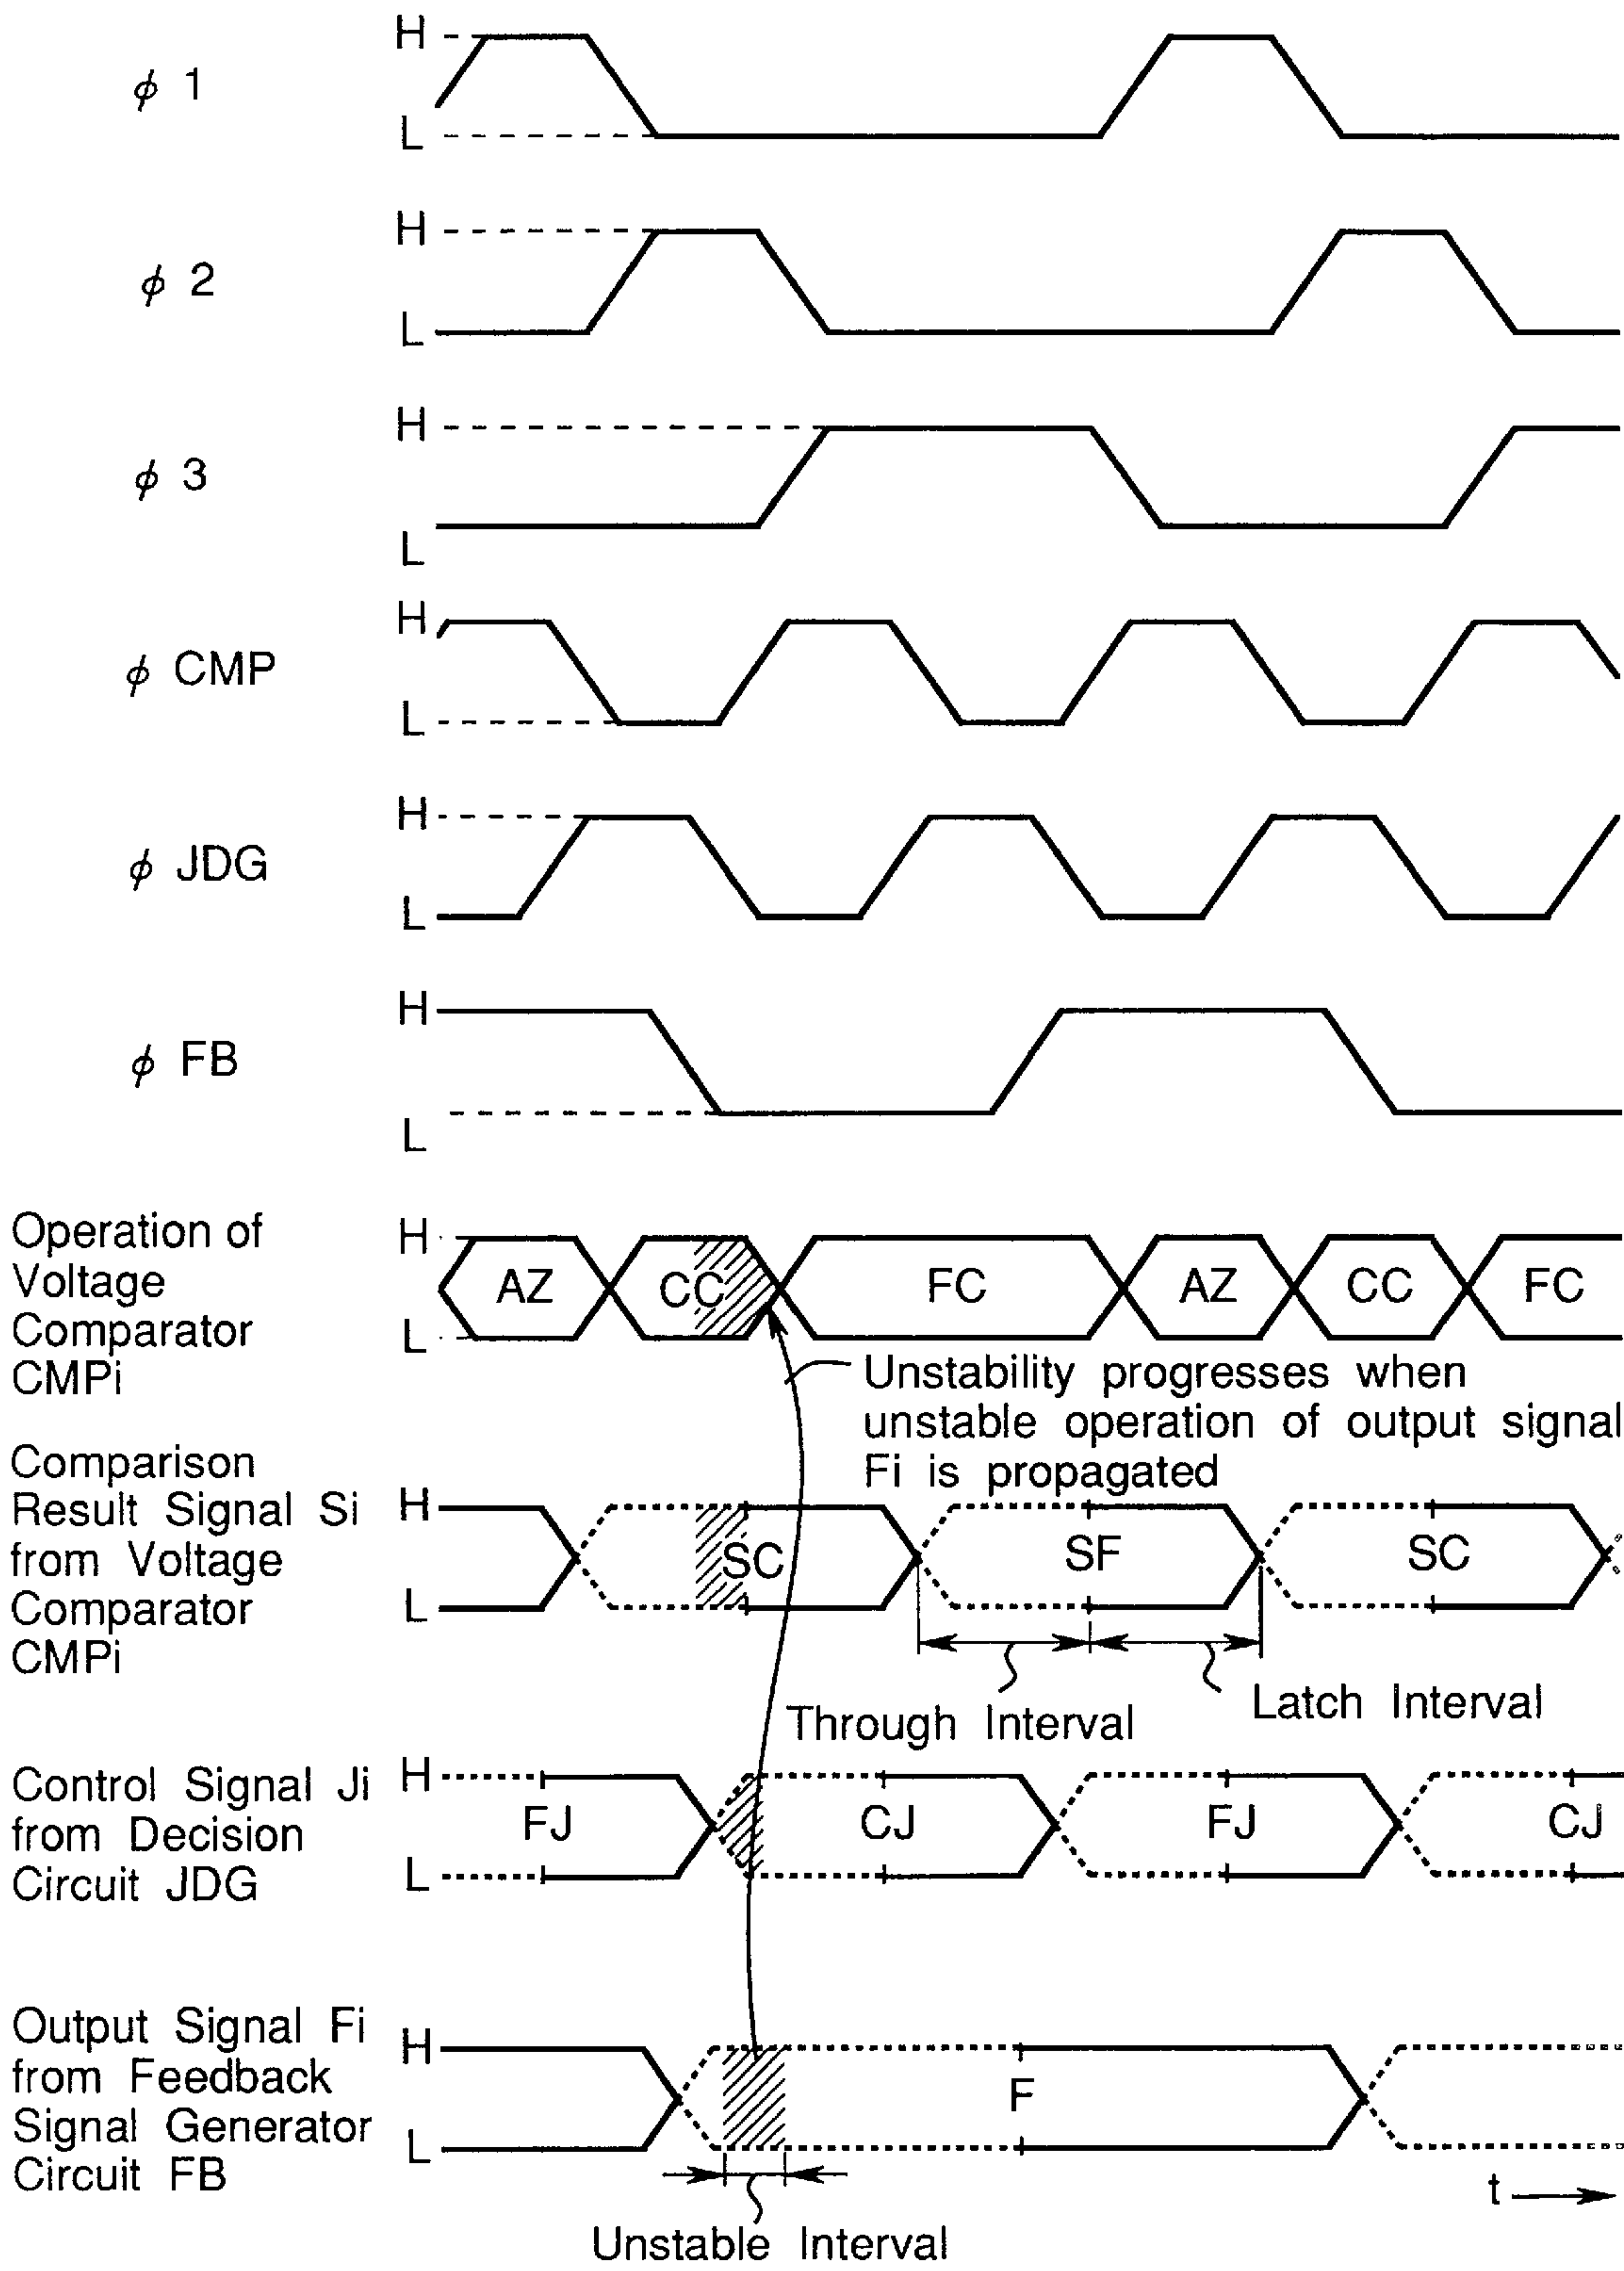 H
ϕ 1
L
H
ϕ 2
L
H
ϕ 3
L
H
ϕ CMP
L
H
ϕ JDG
L
H
ϕ FB
L
Operation of
Voltage
Comparator
CMPi
H
L
AZ
CC
FC
AZ
CC
FC
Unstability progresses when
unstable operation of output signal
Fi is propagated
Comparison
Result Signal Si
from Voltage
Comparator
CMPi
H
L
SC
SF
SC
Through Interval
Latch Interval
Control Signal Ji
from Decision
Circuit JDG
H
L
FJ
CJ
FJ
CJ
Output Signal Fi
from Feedback
Signal Generator
Circuit FB
H
L
F
t
Unstable Interval